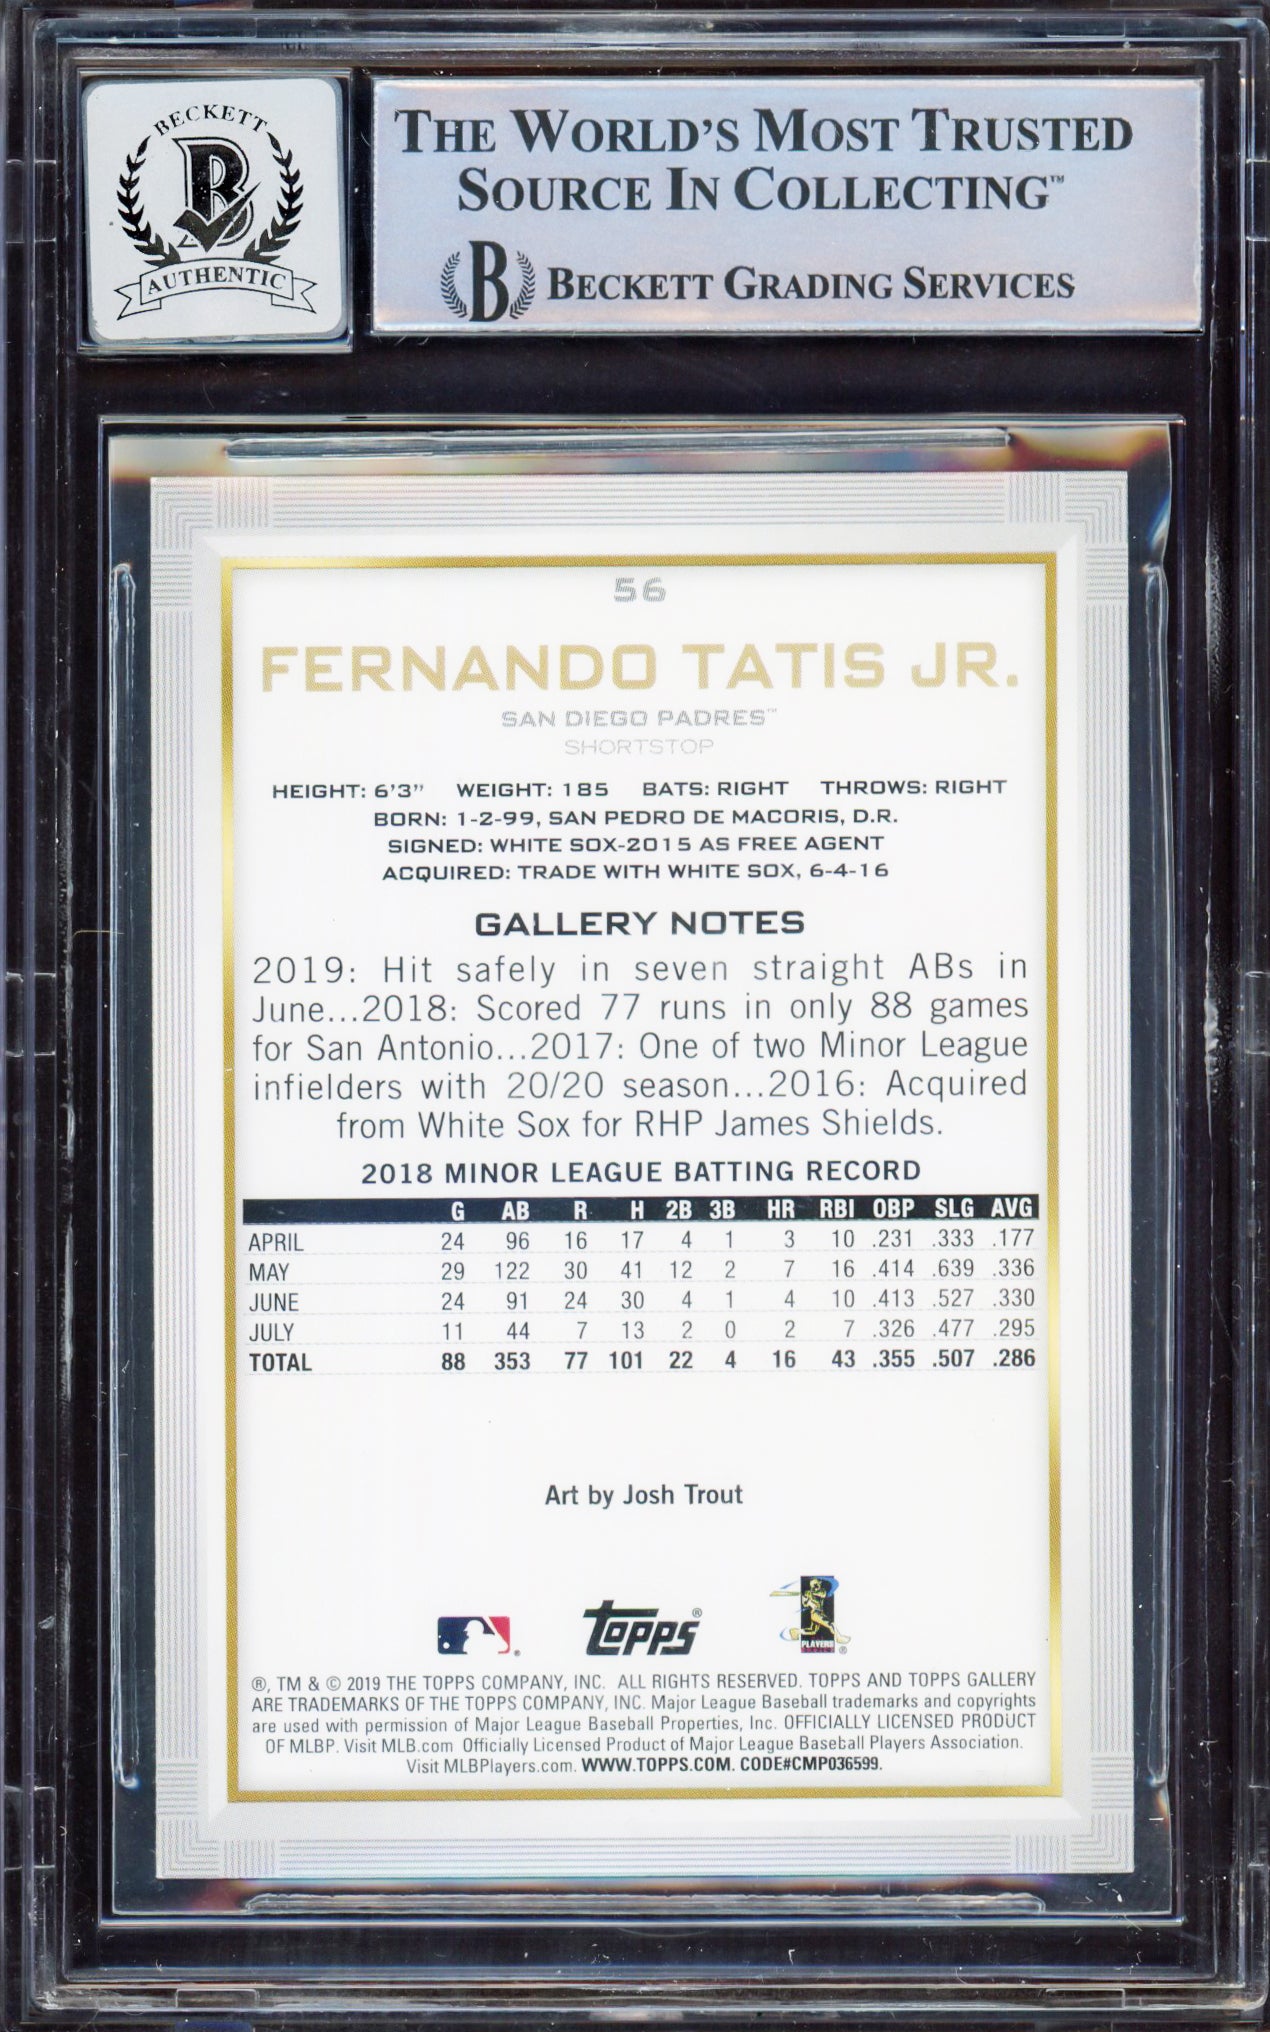 BECKETT
B
AUTHENTIC
THE WORLD'S MOST TRUSTED
SOURCE IN COLLECTING™
B BECKETT GRADING SERVICES
56
FERNANDO TATIS JR.
SAN DIEGO PADRES™
SHORTSTOP
HEIGHT: 6'3" WEIGHT: 185 BATS: RIGHT THROWS: RIGHT
BORN: 1-2-99, SAN PEDRO DE MACORIS, D.R.
SIGNED: WHITE SOX-2015 AS FREE AGENT
ACQUIRED: TRADE WITH WHITE SOX, 6-4-16
GALLERY NOTES
2019: Hit safely in seven straight ABs in
June...2018: Scored 77 runs in only 88 games
for San Antonio...2017: One of two Minor League
infielders with 20/20 season...2016: Acquired
from White Sox for RHP James Shields.
2018 MINOR LEAGUE BATTING RECORD
G AB R H 2B 3B HR RBI OBP SLG AVG
APRIL 24 96 16 17 4 1 3 10 .231 .333 .177
MAY 29 122 30 41 12 2 7 16 .414 .639 .336
JUNE 24 91 24 30 4 1 4 10 .413 .527 .330
JULY 11 44 7 13 2 0 2 7 .326 .477 .295
TOTAL 88 353 77 101 22 4 16 43 .355 .507 .286
Art by Josh Trout
® TOPPS® PLAYERS ®
®, TM & © 2019 THE TOPPS COMPANY, INC. ALL RIGHTS RESERVED. TOPPS AND TOPPS GALLERY
ARE TRADEMARKS OF THE TOPPS COMPANY, INC. Major League Baseball trademarks and copyrights
are used with permission of Major League Baseball Properties, Inc. OFFICIALLY LICENSED PRODUCT
OF MLBP. Visit MLB.com Officially Licensed Product of Major League Baseball Players Association.
Visit MLBPlayers.com. WWW.TOPPS.COM. CODE#CMP036599.